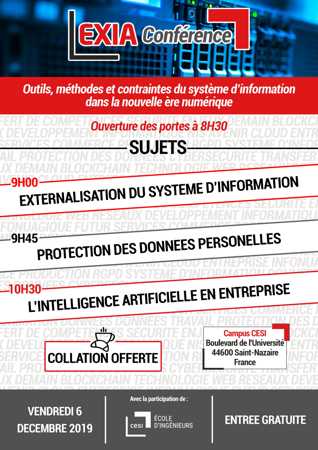 EXIA Conférence
Outils, méthodes et contraintes du système d'information
dans la nouvelle ère numérique
Ouverture des portes à 8H30
SUJETS
9H00
EXTERNALISATION DU SYSTEME D'INFORMATION
9H45
PROTECTION DES DONNEES PERSONELLES
10H30
L'INTELLIGENCE ARTIFICIELLE EN ENTREPRISE
COLLATION OFFERTE
Campus CESI
Boulevard de l'Université
44600 Saint-Nazaire
France
VENDREDI 6
DECEMBRE 2019
Avec la participation de :
cesi
ÉCOLE
D'INGÉNIEURS
ENTREE GRATUITE